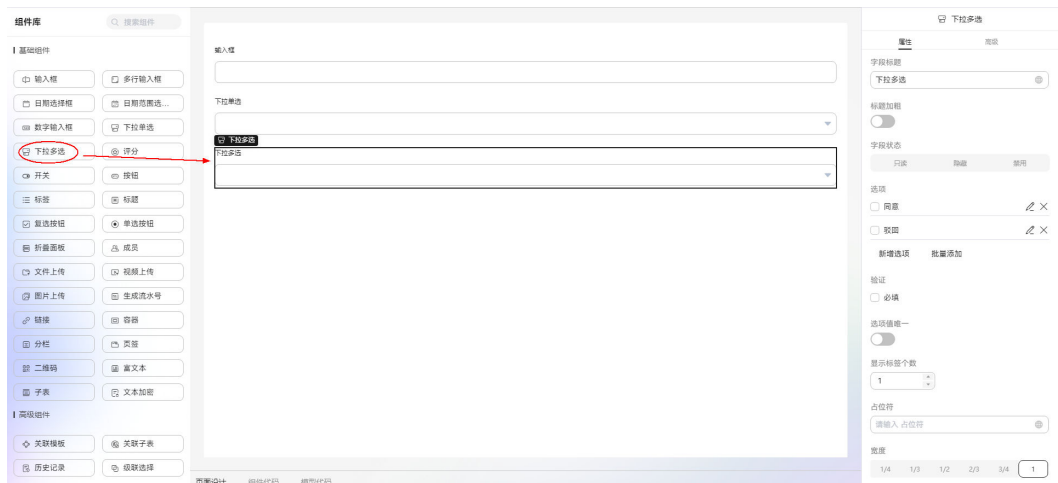 组件库
搜索组件
基础组件
输入框 多行输入框
日期选择框 日期范围选...
数字输入框 下拉单选
下拉多选 评分
开关 按钮
标签 标题
复选按钮 单选按钮
折叠面板 成员
文件上传 视频上传
图片上传 生成流水号
链接 容器
分栏 页签
二维码 富文本
子表 文本加密
高级组件
关联模板 关联子表
历史记录 级联选择
输入框
下拉单选
下拉多选
下拉多选
页面设计 组件代码 模型代码
下拉多选
属性 高级
字段标题
下拉多选
标题加粗
字段状态
只读 隐藏 禁用
选项
同意
驳回
新增选项 批量添加
验证
必填
选项值唯一
显示标签个数
1
占位符
请输入 占位符
宽度
1/4 1/3 1/2 2/3 3/4 1